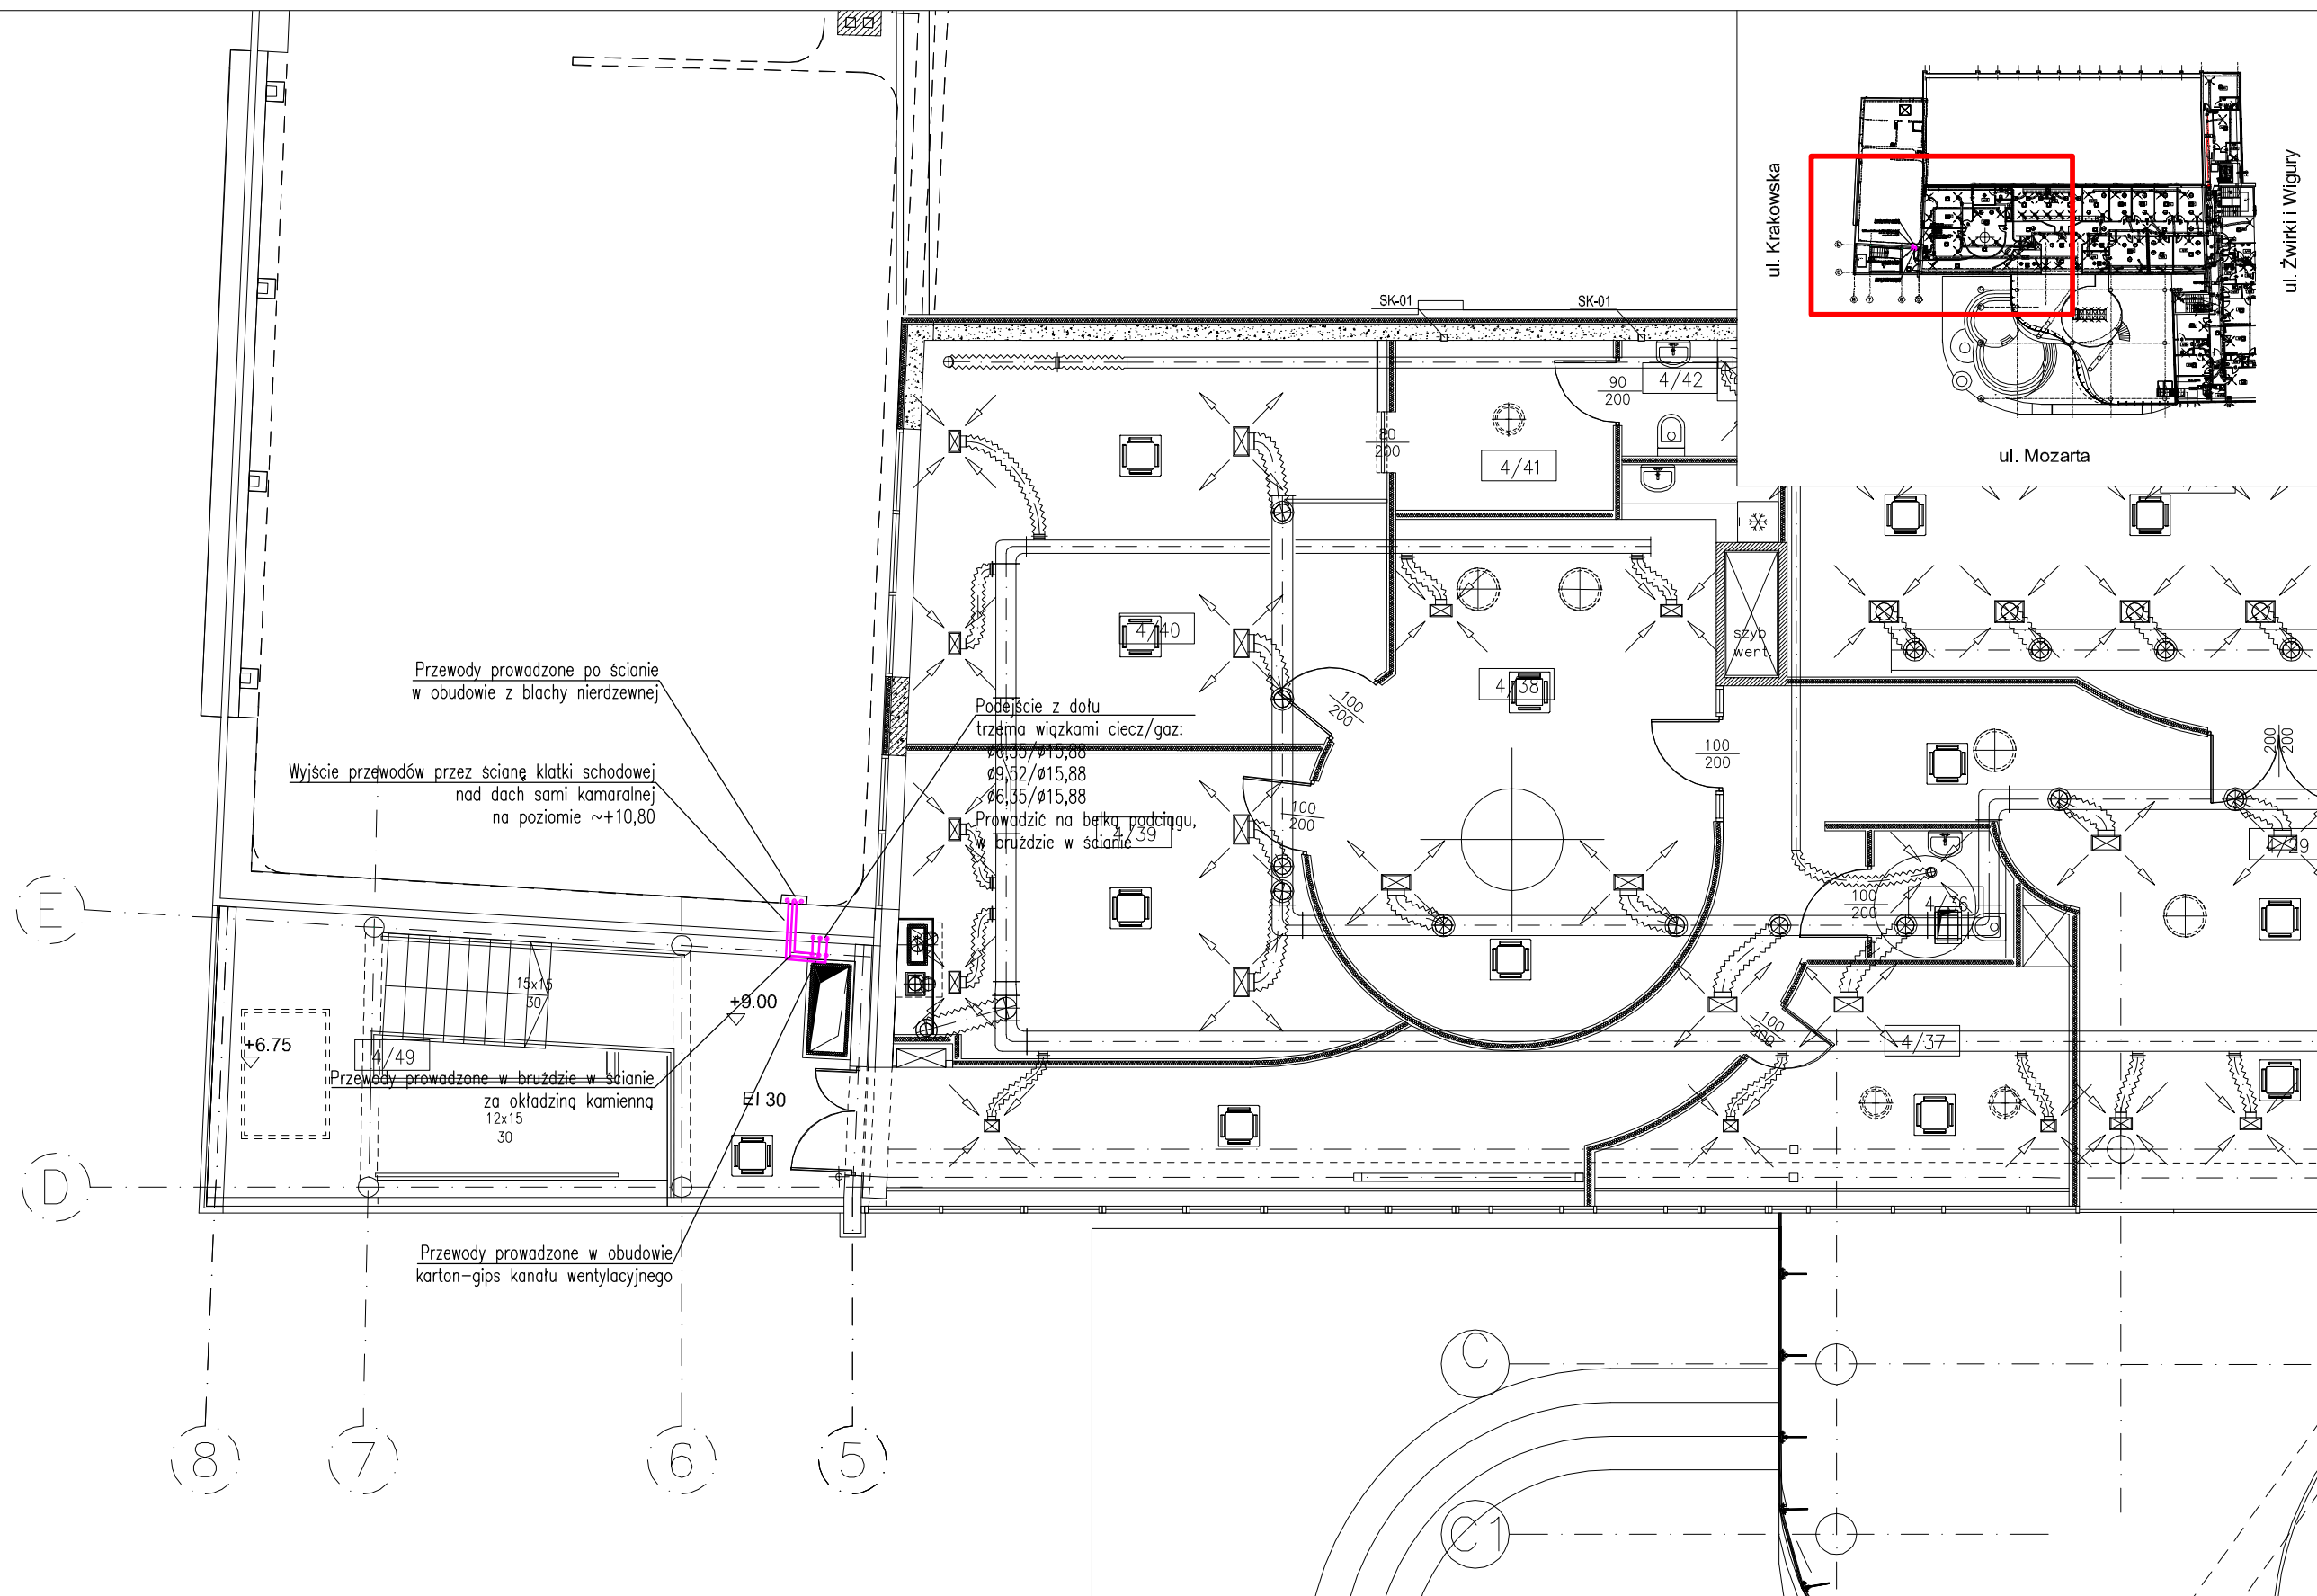 ul. Krakowska
ul. Żwirki i Wigury
ul. Mozarta
SK-01
SK-01
90
200
4/42
80
200
4/41
szyb
went.
4/40
4/38
100
200
100
200
200
200
Przewody prowadzone po ścianie
w obudowie z blachy nierdzewnej
Podejście z dołu
trzema wiązkami ciecz/gaz:
ø6,35/ø15,88
ø9,52/ø15,88
ø6,35/ø15,88
Prowadzić na belką podciągu,
w bruździe w ścianie
Wyjście przewodów przez ścianę klatki schodowej
nad dach sami kamaralnej
na poziomie ~+10,80
4/39
100
200
4/29
100
200
4/36
E
15x15
30
+9.00
+6.75
4/49
100
200
4/37
Przewody prowadzone w bruździe w ścianie
za okładziną kamienną
12x15
30
EI 30
D
Przewody prowadzone w obudowie
karton-gips kanału wentylacyjnego
C
8
7
6
5
C1